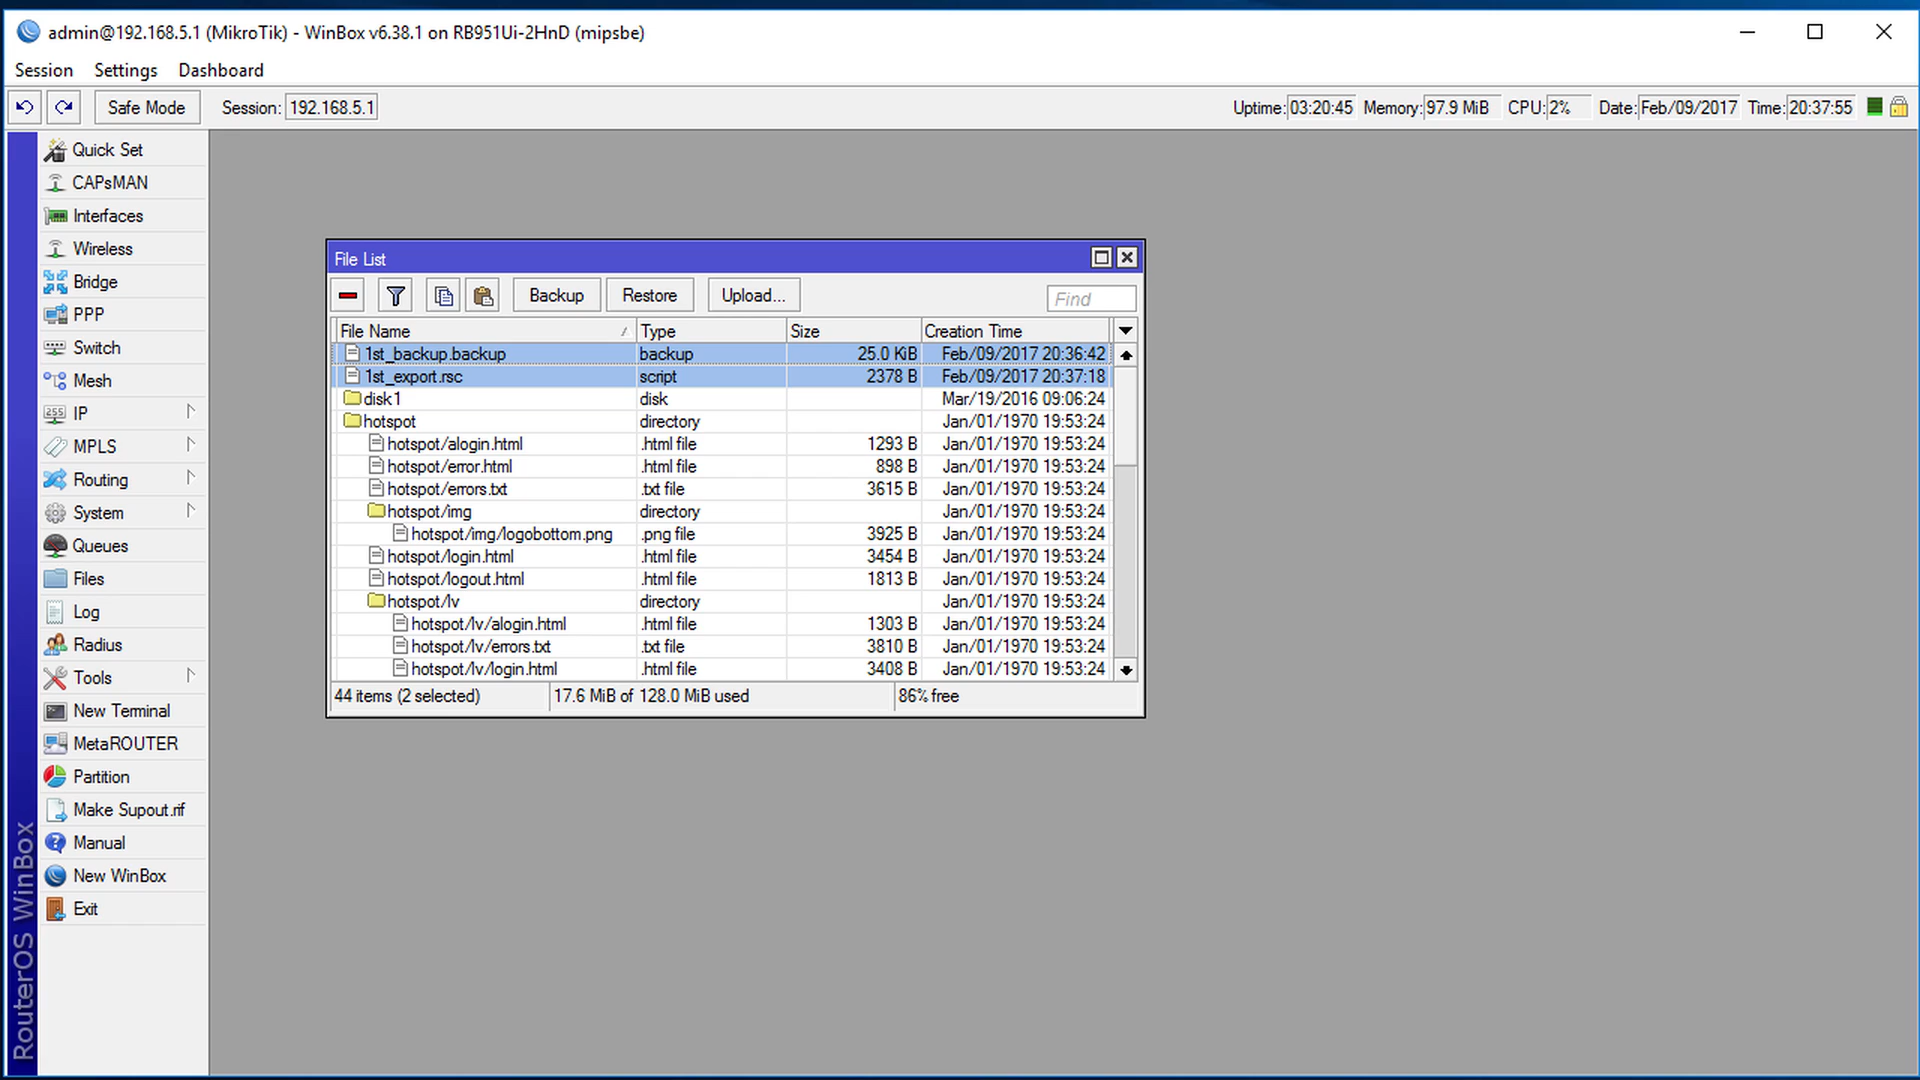 admin@192.168.5.1 (MikroTik) - WinBox v6.38.1 on RB951Ui-2HnD (mipsbe)
Session Settings Dashboard
Safe Mode Session: 192.168.5.1 Uptime: 03:20:45 Memory: 97.9 MiB CPU: 2% Date: Feb/09/2017 Time: 20:37:55
RouterOS WinBox
Quick Set
CAPsMAN
Interfaces
Wireless
Bridge
PPP
Switch
Mesh
255 IP
MPLS
Routing
System
Queues
Files
Log
Radius
Tools
New Terminal
MetaROUTER
Partition
Make Supout.rif
Manual
New WinBox
Exit
File List
Backup Restore Upload... Find
File Name Type Size Creation Time
1st_backup.backup backup 25.0 KiB Feb/09/2017 20:36:42
1st_export.rsc script 2378 B Feb/09/2017 20:37:18
disk1 disk Mar/19/2016 09:06:24
hotspot directory Jan/01/1970 19:53:24
hotspot/alogin.html .html file 1293 B Jan/01/1970 19:53:24
hotspot/error.html .html file 898 B Jan/01/1970 19:53:24
hotspot/errors.txt .txt file 3615 B Jan/01/1970 19:53:24
hotspot/img directory Jan/01/1970 19:53:24
hotspot/img/logobottom.png .png file 3925 B Jan/01/1970 19:53:24
hotspot/login.html .html file 3454 B Jan/01/1970 19:53:24
hotspot/logout.html .html file 1813 B Jan/01/1970 19:53:24
hotspot/lv directory Jan/01/1970 19:53:24
hotspot/lv/alogin.html .html file 1303 B Jan/01/1970 19:53:24
hotspot/lv/errors.txt .txt file 3810 B Jan/01/1970 19:53:24
hotspot/lv/login.html .html file 3408 B Jan/01/1970 19:53:24
44 items (2 selected) 17.6 MiB of 128.0 MiB used 86% free